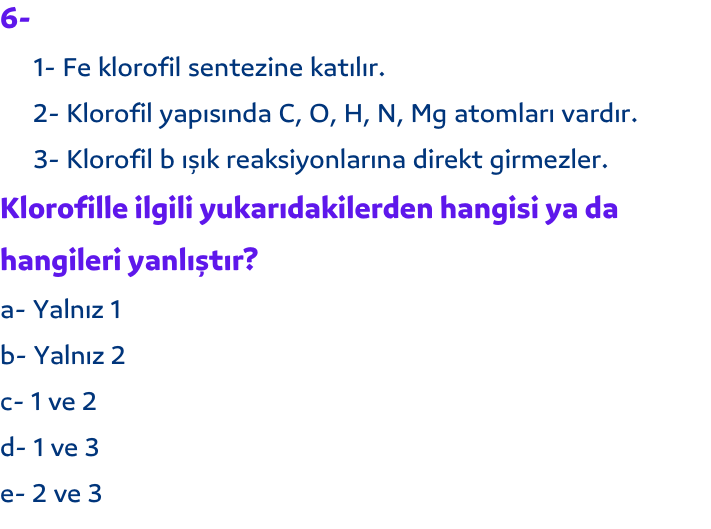 6-
1- Fe klorofil sentezine katılır.
2- Klorofil yapısında C, O, H, N, Mg atomları vardır.
3- Klorofil b ışık reaksiyonlarına direkt girmezler.
Klorofille ilgili yukarıdakilerden hangisi ya da
hangileri yanlıştır?
a- Yalnız 1
b- Yalnız 2
c- 1 ve 2
d- 1 ve 3
e- 2 ve 3